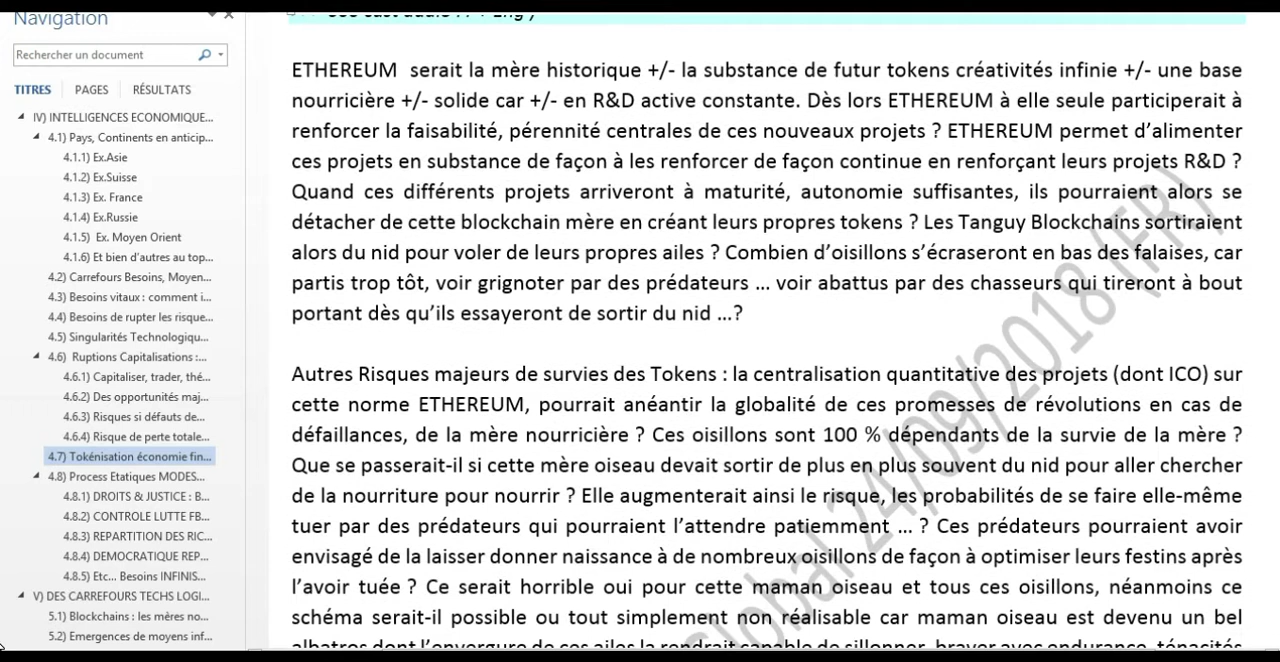 Navigation
Rechercher un document
TITRES PAGES RÉSULTATS
IV) INTELLIGENCES ECONOMIQUE...
4.1) Pays, Continents en anticip...
4.1.1) Ex.Asie
4.1.2) Ex.Suisse
4.1.3) Ex. France
4.1.4) Ex.Russie
4.1.5) Ex. Moyen Orient
4.1.6) Et bien d'autres au top...
4.2) Carrefours Besoins, Moyen...
4.3) Besoins vitaux : comment i...
4.4) Besoins de rupter les risque...
4.5) Singularités Technologiqu...
4.6) Ruptions Capitalisations :...
4.6.1) Capitaliser, trader, thé...
4.6.2) Des opportunités maj...
4.6.3) Risques si défauts de...
4.6.4) Risque de perte totale...
4.7) Tokénisation économie fin...
4.8) Process Etatiques MODES...
4.8.1) DROITS & JUSTICE : B...
4.8.2) CONTROLE LUTTE FB...
4.8.3) REPARTITION DES RIC...
4.8.4) DEMOCRATIQUE REP...
4.8.5) Etc... Besoins INFINIS...
V) DES CARREFOURS TECHS LOGI...
5.1) Blockchains : les mères no...
5.2) Emergences de moyens inf...
ETHEREUM serait la mère historique +/- la substance de futur tokens créativités infinie +/- une base
nourricière +/- solide car +/- en R&D active constante. Dès lors ETHEREUM à elle seule participerait à
renforcer la faisabilité, pérennité centrales de ces nouveaux projets ? ETHEREUM permet d'alimenter
ces projets en substance de façon à les renforcer de façon continue en renforçant leurs projets R&D ?
Quand ces différents projets arriveront à maturité, autonomie suffisantes, ils pourraient alors se
détacher de cette blockchain mère en créant leurs propres tokens ? Les Tanguy Blockchains sortiraient
alors du nid pour voler de leurs propres ailes ? Combien d'oisillons s'écraseront en bas des falaises, car
partis trop tôt, voir grignoter par des prédateurs ... voir abattus par des chasseurs qui tireront à bout
portant dès qu'ils essayeront de sortir du nid ...?
Autres Risques majeurs de survies des Tokens : la centralisation quantitative des projets (dont ICO) sur
cette norme ETHEREUM, pourrait anéantir la globalité de ces promesses de révolutions en cas de
défaillances, de la mère nourricière ? Ces oisillons sont 100 % dépendants de la survie de la mère ?
Que se passerait-il si cette mère oiseau devait sortir de plus en plus souvent du nid pour aller chercher
de la nourriture pour nourrir ? Elle augmenterait ainsi le risque, les probabilités de se faire elle-même
tuer par des prédateurs qui pourraient l'attendre patiemment ... ? Ces prédateurs pourraient avoir
envisagé de la laisser donner naissance à de nombreux oisillons de façon à optimiser leurs festins après
l'avoir tuée ? Ce serait horrible oui pour cette maman oiseau et tous ces oisillons, néanmoins ce
schéma serait-il possible ou tout simplement non réalisable car maman oiseau est devenu un bel
albatros dont l'envergure de ces ailes la rendrait capable de sillonner, braver avec endurance, ténacités
Global 24/09/2018 (FR)